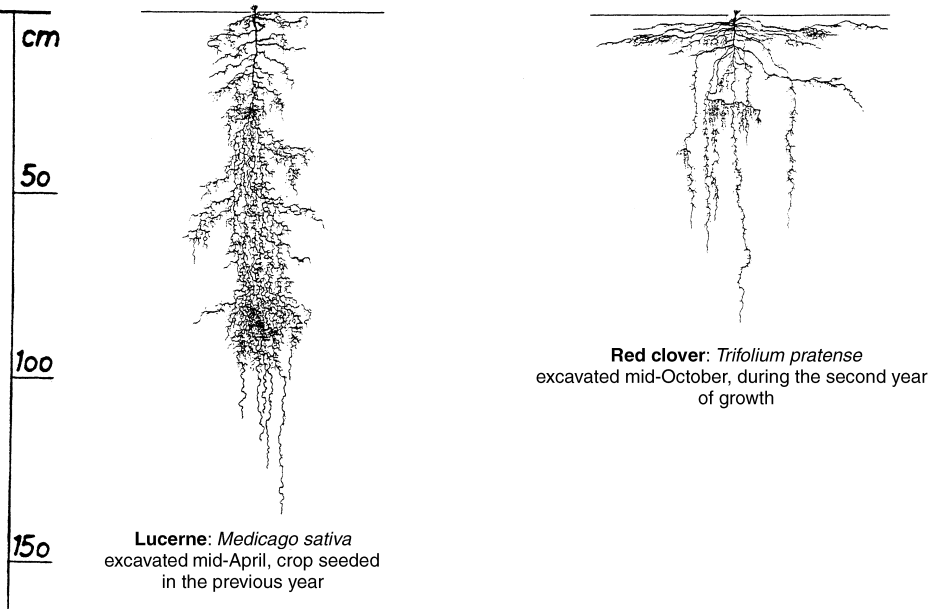 cm
50
100
150
Lucerne: Medicago sativa
excavated mid-April, crop seeded
in the previous year
Red clover: Trifolium pratense
excavated mid-October, during the second year
of growth